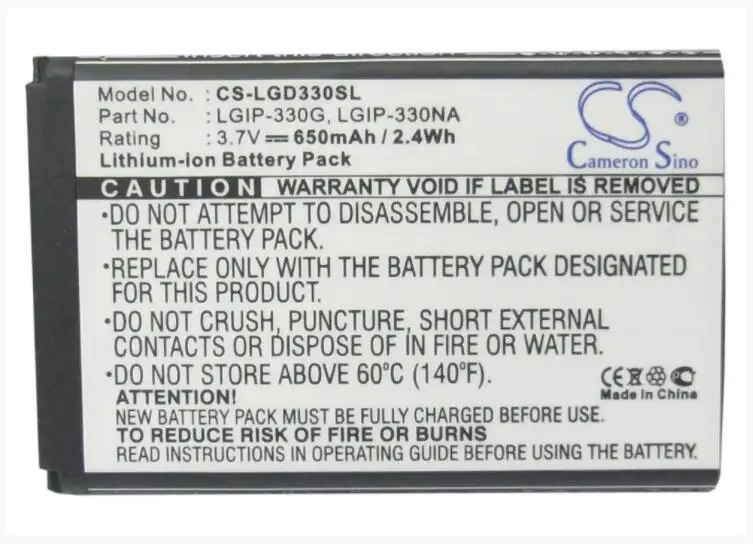 Insert this end first
Model No. : CS-LGD330SL
Part No. : LGIP-330G, LGIP-330NA
Rating : 3.7V 650mAh / 2.4Wh
Lithium-ion Battery Pack
CS
Cameron Sino
CAUTION WARRANTY VOID IF LABEL IS REMOVED
•DO NOT ATTEMPT TO DISASSEMBLE, OPEN OR SERVICE
THE BATTERY PACK.
•REPLACE ONLY WITH THE BATTERY PACK DESIGNATED
FOR THIS PRODUCT.
•DO NOT CRUSH, PUNCTURE, SHORT EXTERNAL
CONTACTS OR DISPOSE OF IN FIRE OR WATER.
•DO NOT STORE ABOVE 60°C (140°F).
CE
Made in China
ATTENTION!
NEW BATTERY PACK MUST BE FULLY CHARGED BEFORE USE.
TO REDUCE RISK OF FIRE OR BURNS
READ INSTRUCTIONS IN OPERATING GUIDE BEFORE USING THE BATTERY.